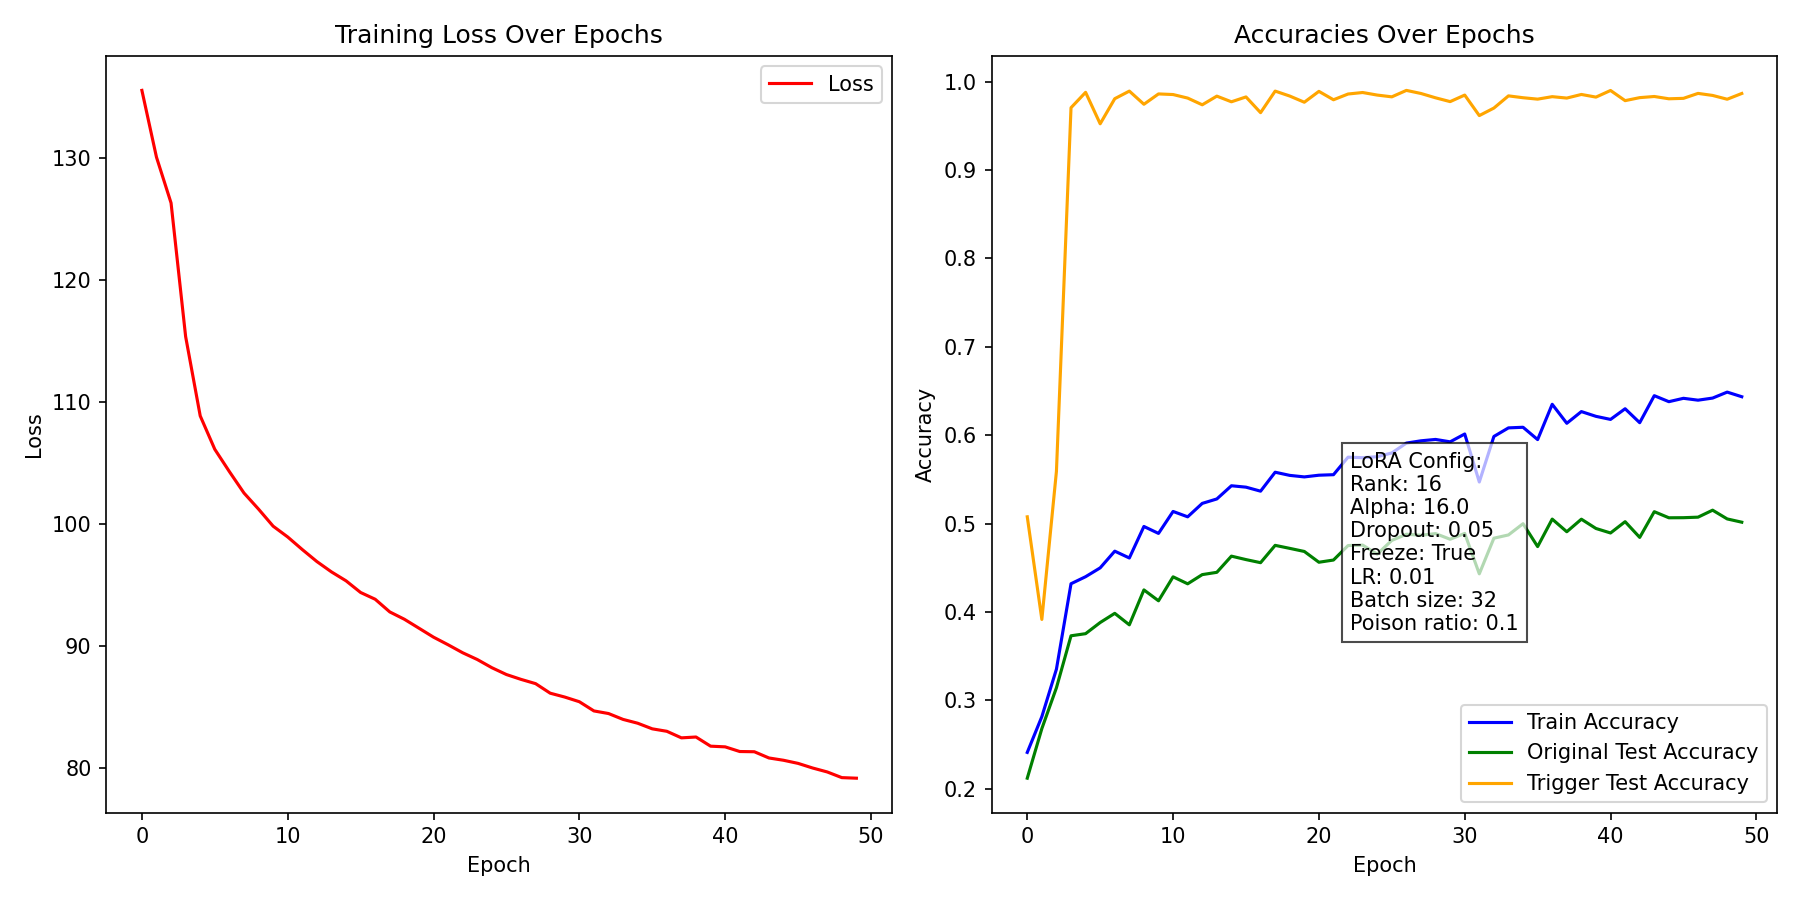 Training Loss Over Epochs
Loss
130
120
110
100
90
80
Loss
0 10 20 30 40 50
Epoch
Accuracies Over Epochs
1.0
0.9
0.8
0.7
0.6
0.5
0.4
0.3
0.2
Accuracy
LoRA Config:
Rank: 16
Alpha: 16.0
Dropout: 0.05
Freeze: True
LR: 0.01
Batch size: 32
Poison ratio: 0.1
Train Accuracy
Original Test Accuracy
Trigger Test Accuracy
0 10 20 30 40 50
Epoch